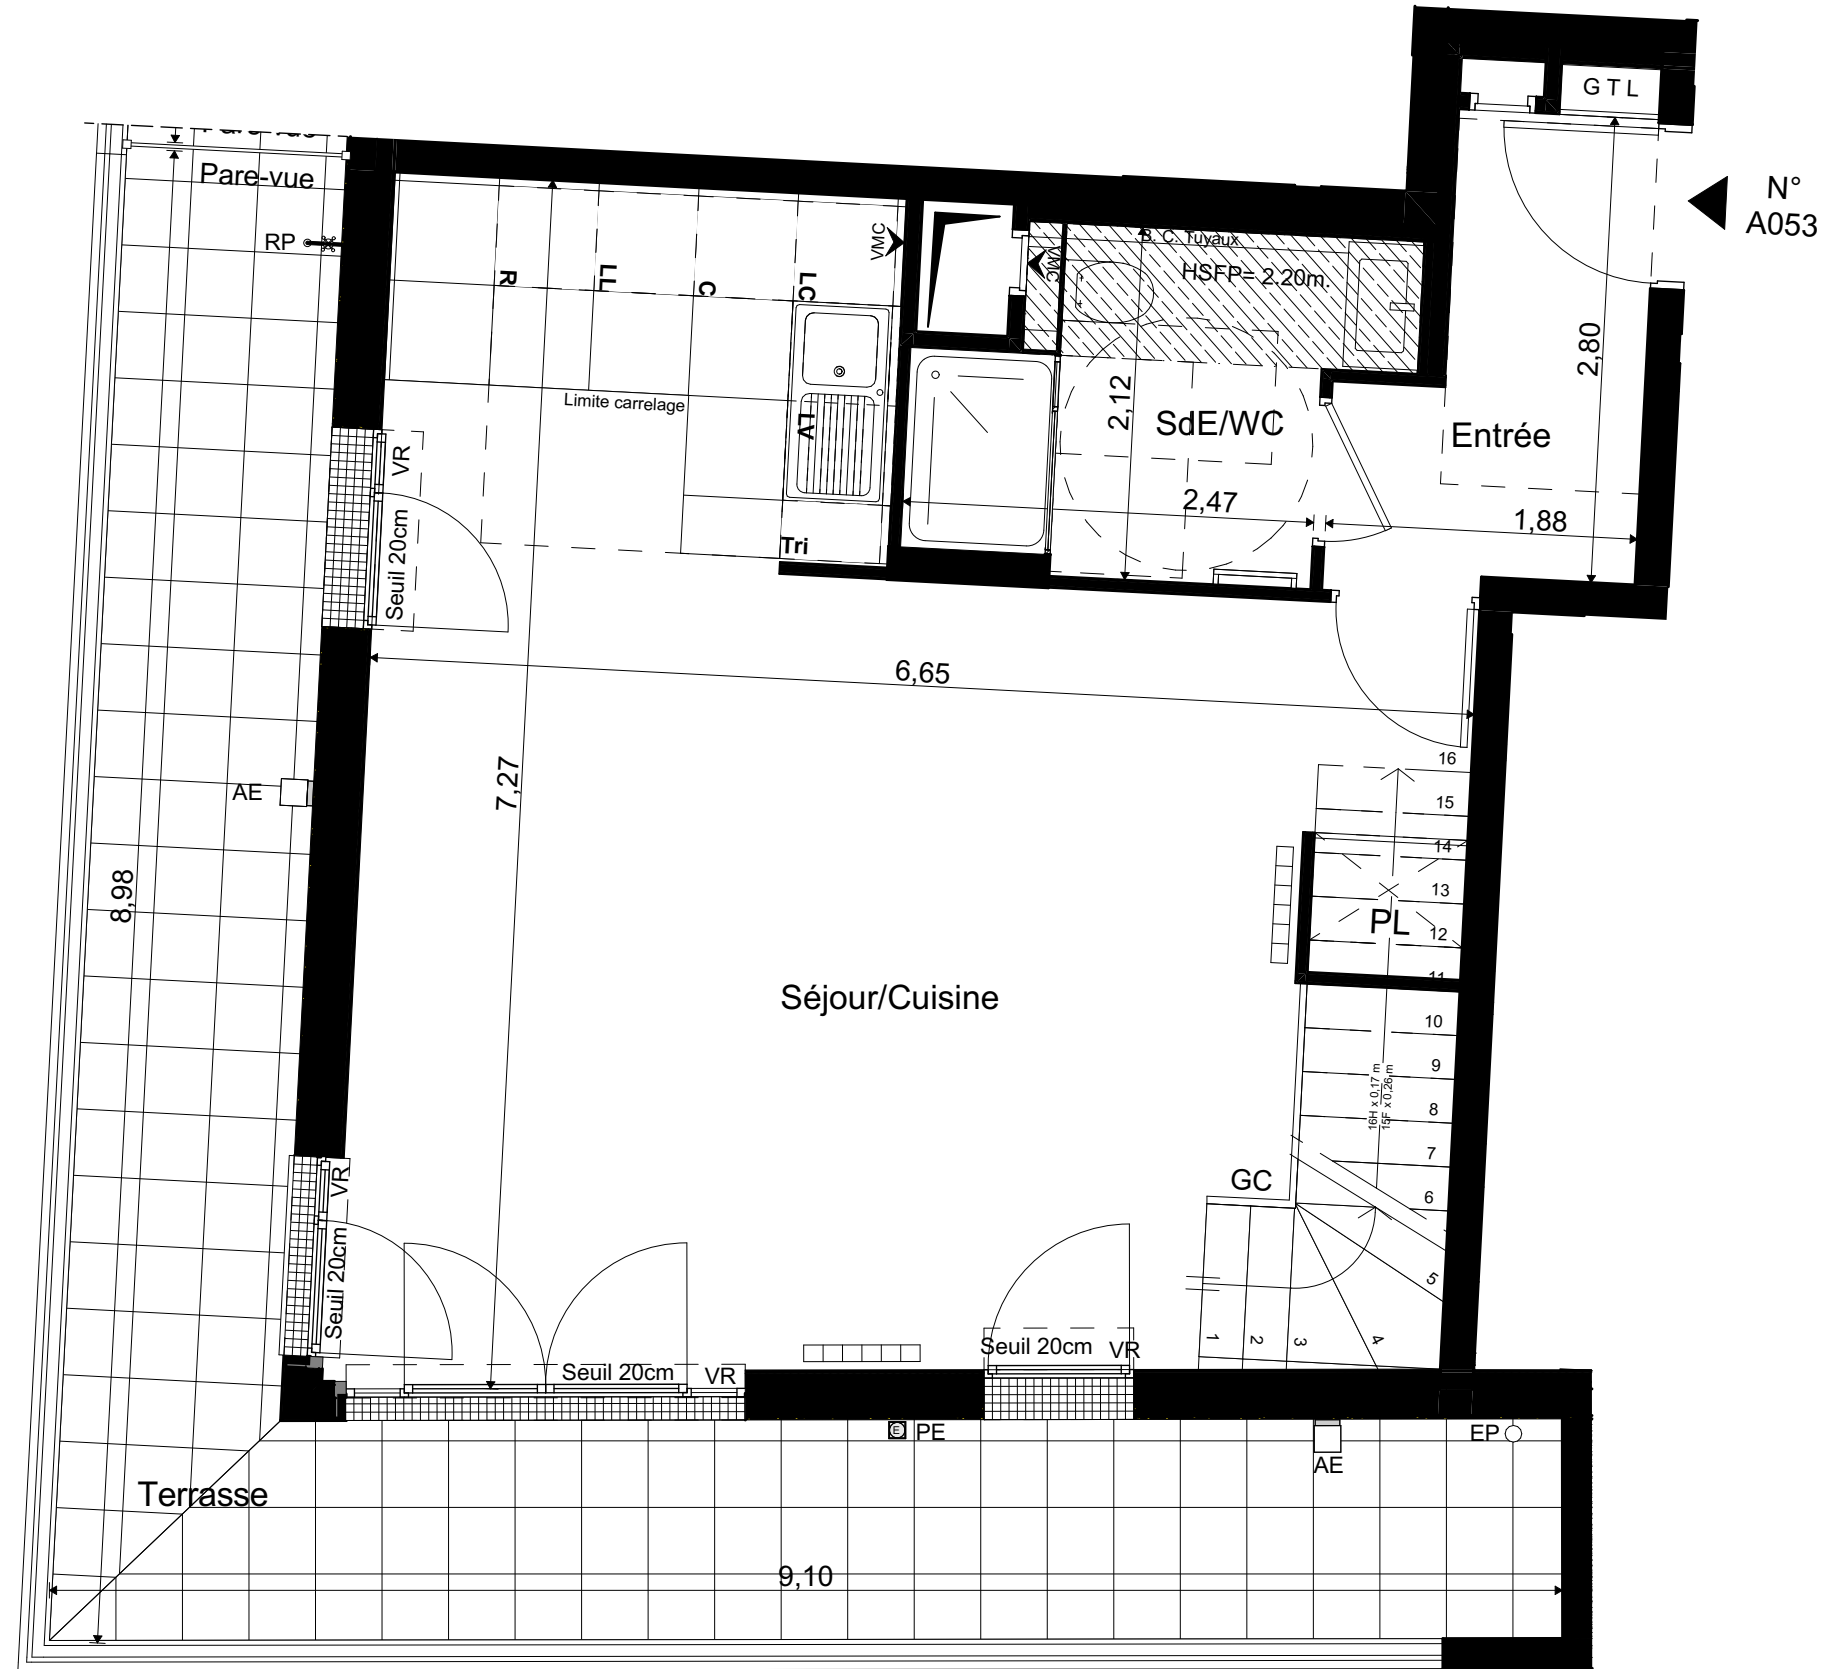 GTL
N°
A053
Pare-vue
RP
VMC
VMC
B. C. Tuyaux
HSFP= 2.20m.
R
LL
C
LC
2,80
2,12
SdE/WC
Entrée
Limite carrelage
LV
VR
Seuil 20cm
2,47
1,88
Tri
6,65
7,27
AE
8,98
16
15
14
13
PL
12
11
10
9
8
7
6
5
4
3
2
1
16H x 0,17 m
15F x 0,26 m
Séjour/Cuisine
GC
VR
Seuil 20cm
Seuil 20cm
VR
Seuil 20cm
VR
E
PE
AE
EP
Terrasse
9,10